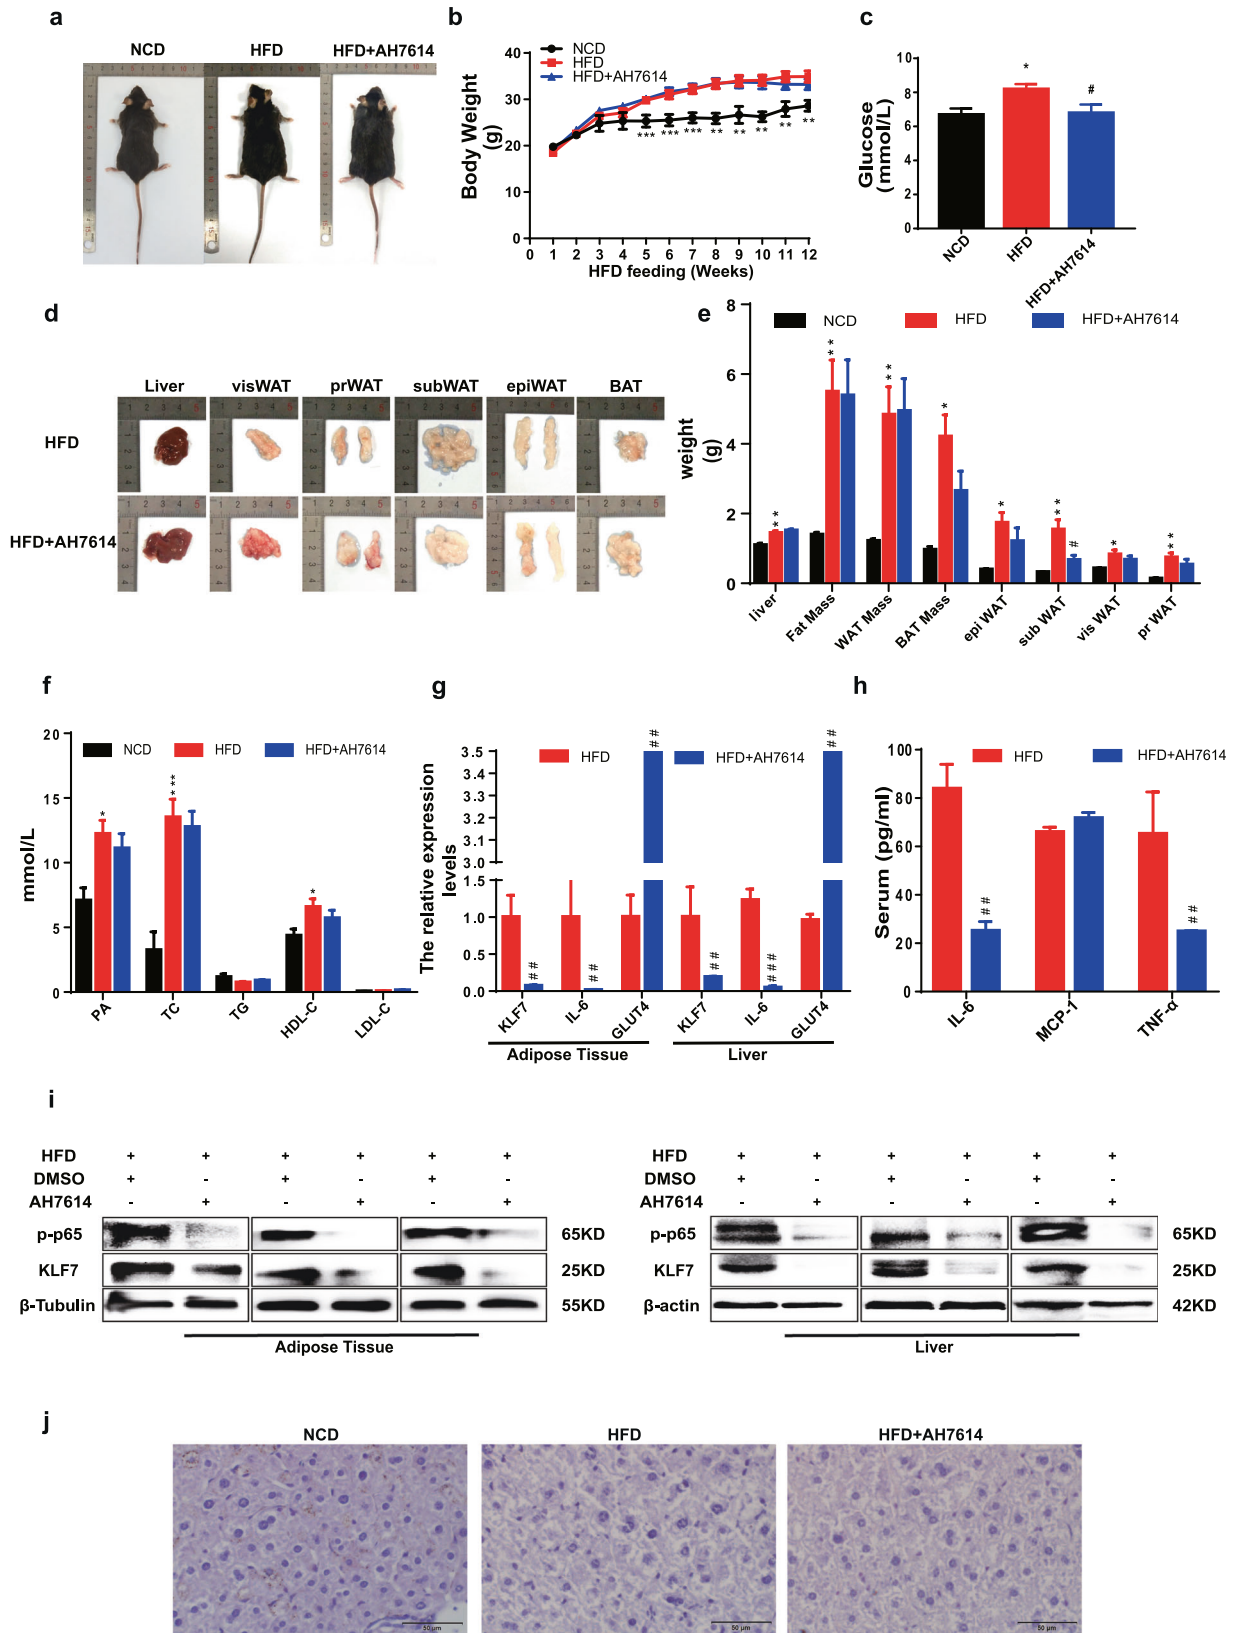 a
NCD HFD HFD+AH7614
b
NCD
HFD
HFD+AH7614
Body Weight
(g)
40
30
20
10
0
*** *** *** ** ** ** ** **
0 1 2 3 4 5 6 7 8 9 10 11 12
HFD feeding (Weeks)
c
Glucose
(mmol/L)
10
8
6
4
2
0
*
#
NCD HFD HFD+AH7614
d
Liver visWAT prWAT subWAT epiWAT BAT
HFD
HFD+AH7614
e
NCD HFD HFD+AH7614
weight
(g)
8
6
4
2
0
** ** ** * * ** # * **
liver Fat Mass WAT Mass BAT Mass epi WAT sub WAT vis WAT pr WAT
f
NCD HFD HFD+AH7614
mmol/L
20
15
10
5
0
* *** *
PA TC TG HDL-C LDL-C
g
HFD HFD+AH7614
The relative expression
levels
3.5
3.4
3.3
3.2
3.1
3.0
1.5
1.0
0.5
0.0
## ## ## ## ### ##
KLF7 IL-6 GLUT4 KLF7 IL-6 GLUT4
Adipose Tissue Liver
h
HFD HFD+AH7614
Serum (pg/ml)
100
80
60
40
20
0
## ##
IL-6 MCP-1 TNF-α
i
HFD + + + + + +
DMSO + - + - + -
AH7614 - + - + - +
p-p65 65KD
KLF7 25KD
β-Tubulin 55KD
Adipose Tissue
HFD + + + + + +
DMSO + - + - + -
AH7614 - + - + - +
p-p65 65KD
KLF7 25KD
β-actin 42KD
Liver
j
NCD HFD HFD+AH7614
50 μm 50 μm 50 μm